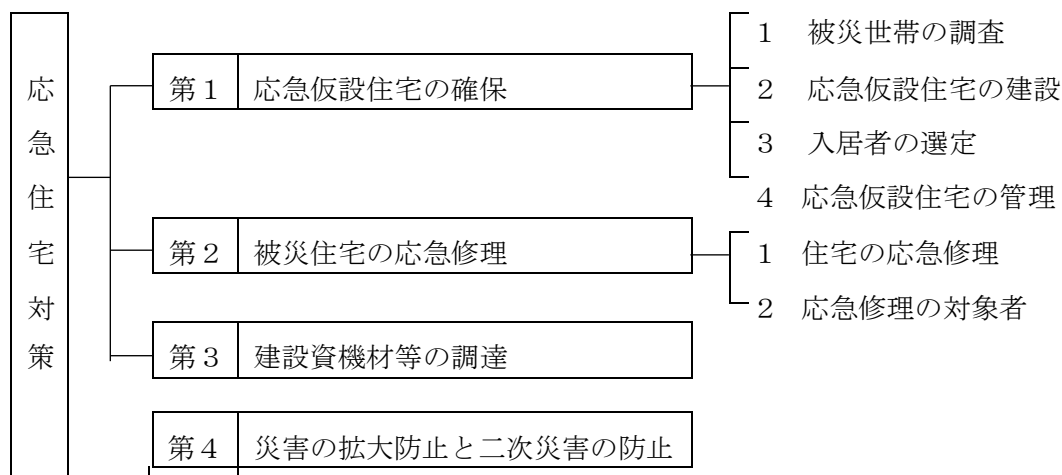 応急住宅対策
第1 応急仮設住宅の確保
1 被災世帯の調査
2 応急仮設住宅の建設
3 入居者の選定
4 応急仮設住宅の管理
第2 被災住宅の応急修理
1 住宅の応急修理
2 応急修理の対象者
第3 建設資機材等の調達
第4 災害の拡大防止と二次災害の防止